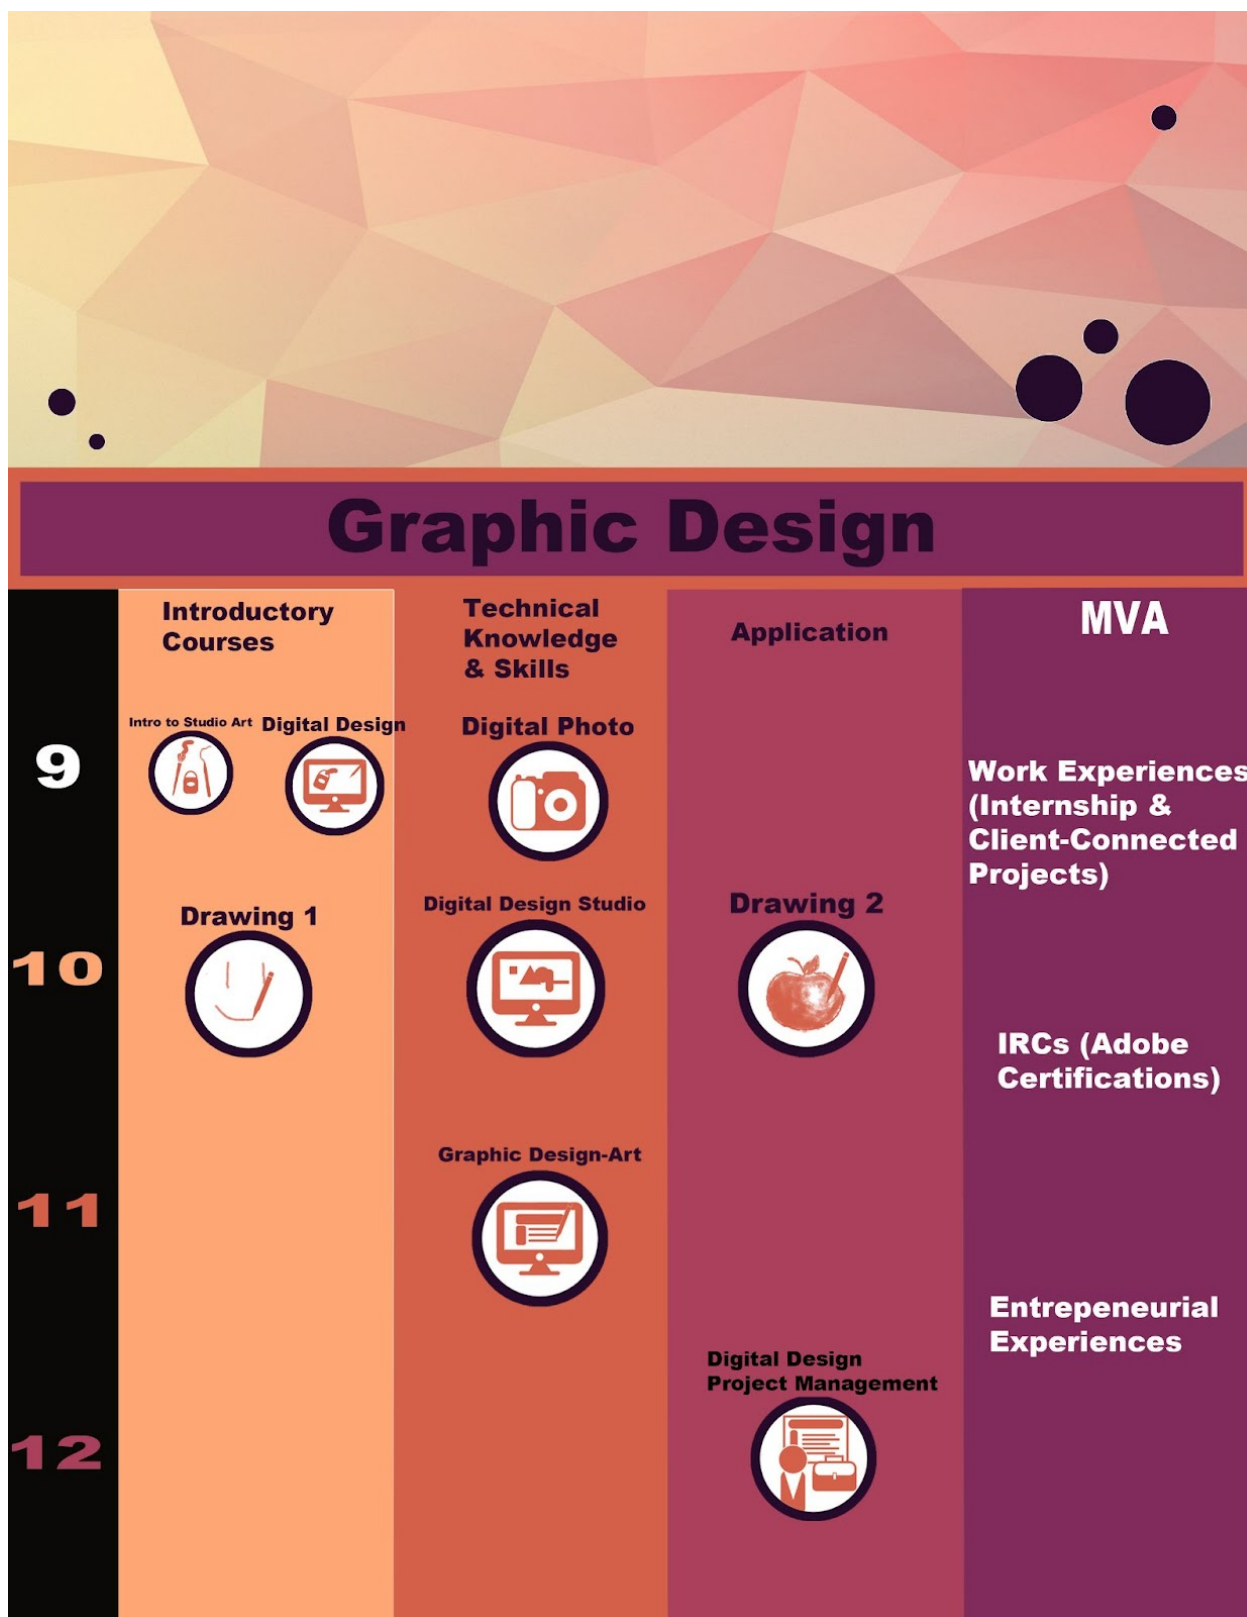 Graphic Design
Introductory
Courses
Technical
Knowledge
& Skills
Application
MVA
9
Intro to Studio Art
Digital Design
Digital Photo
Work Experiences
(Internship &
Client-Connected
Projects)
10
Drawing 1
Digital Design Studio
Drawing 2
IRCs (Adobe
Certifications)
11
Graphic Design-Art
Entrepeneurial
Experiences
12
Digital Design
Project Management